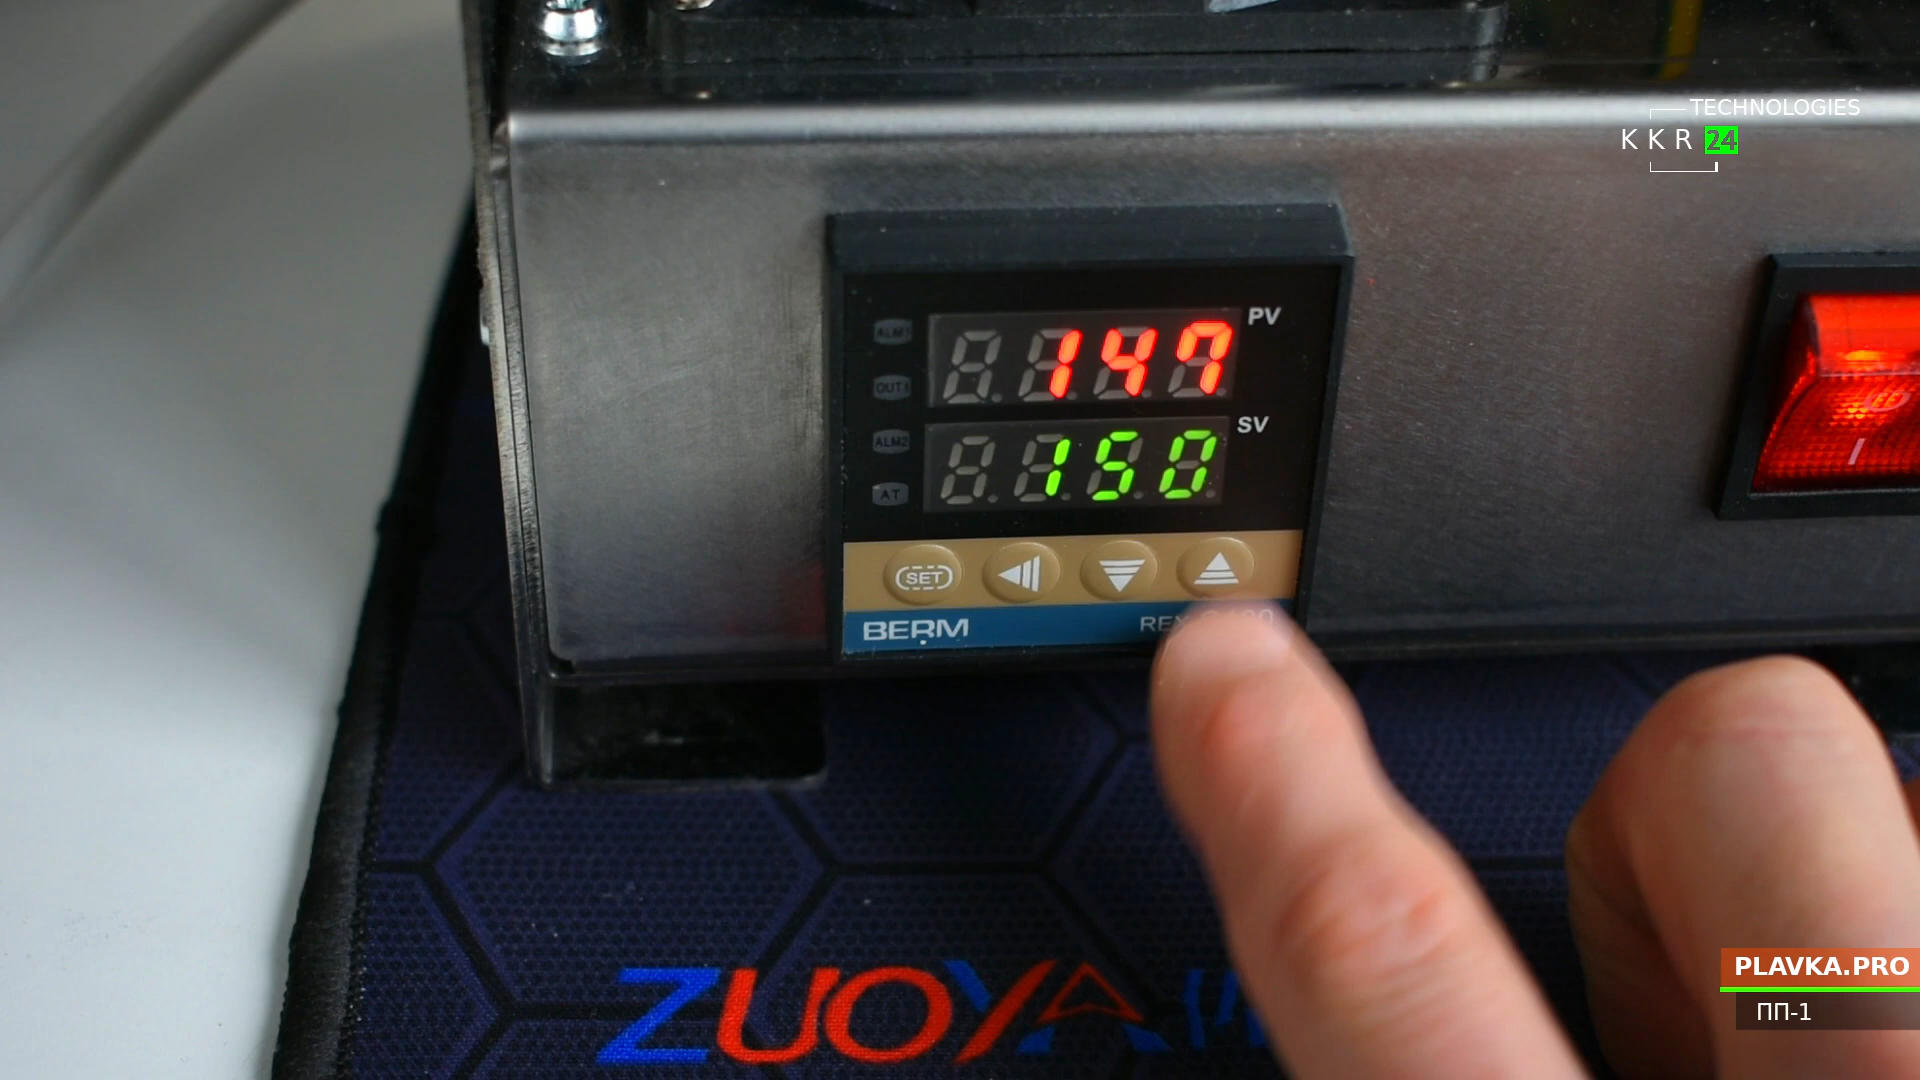 TECHNOLOGIES
KKR 24
PV
ALM1
147
OUT1
SV
ALM2
150
AT
SET
BERM
ZUOYA
PLAVKA.PRO
ПП-1